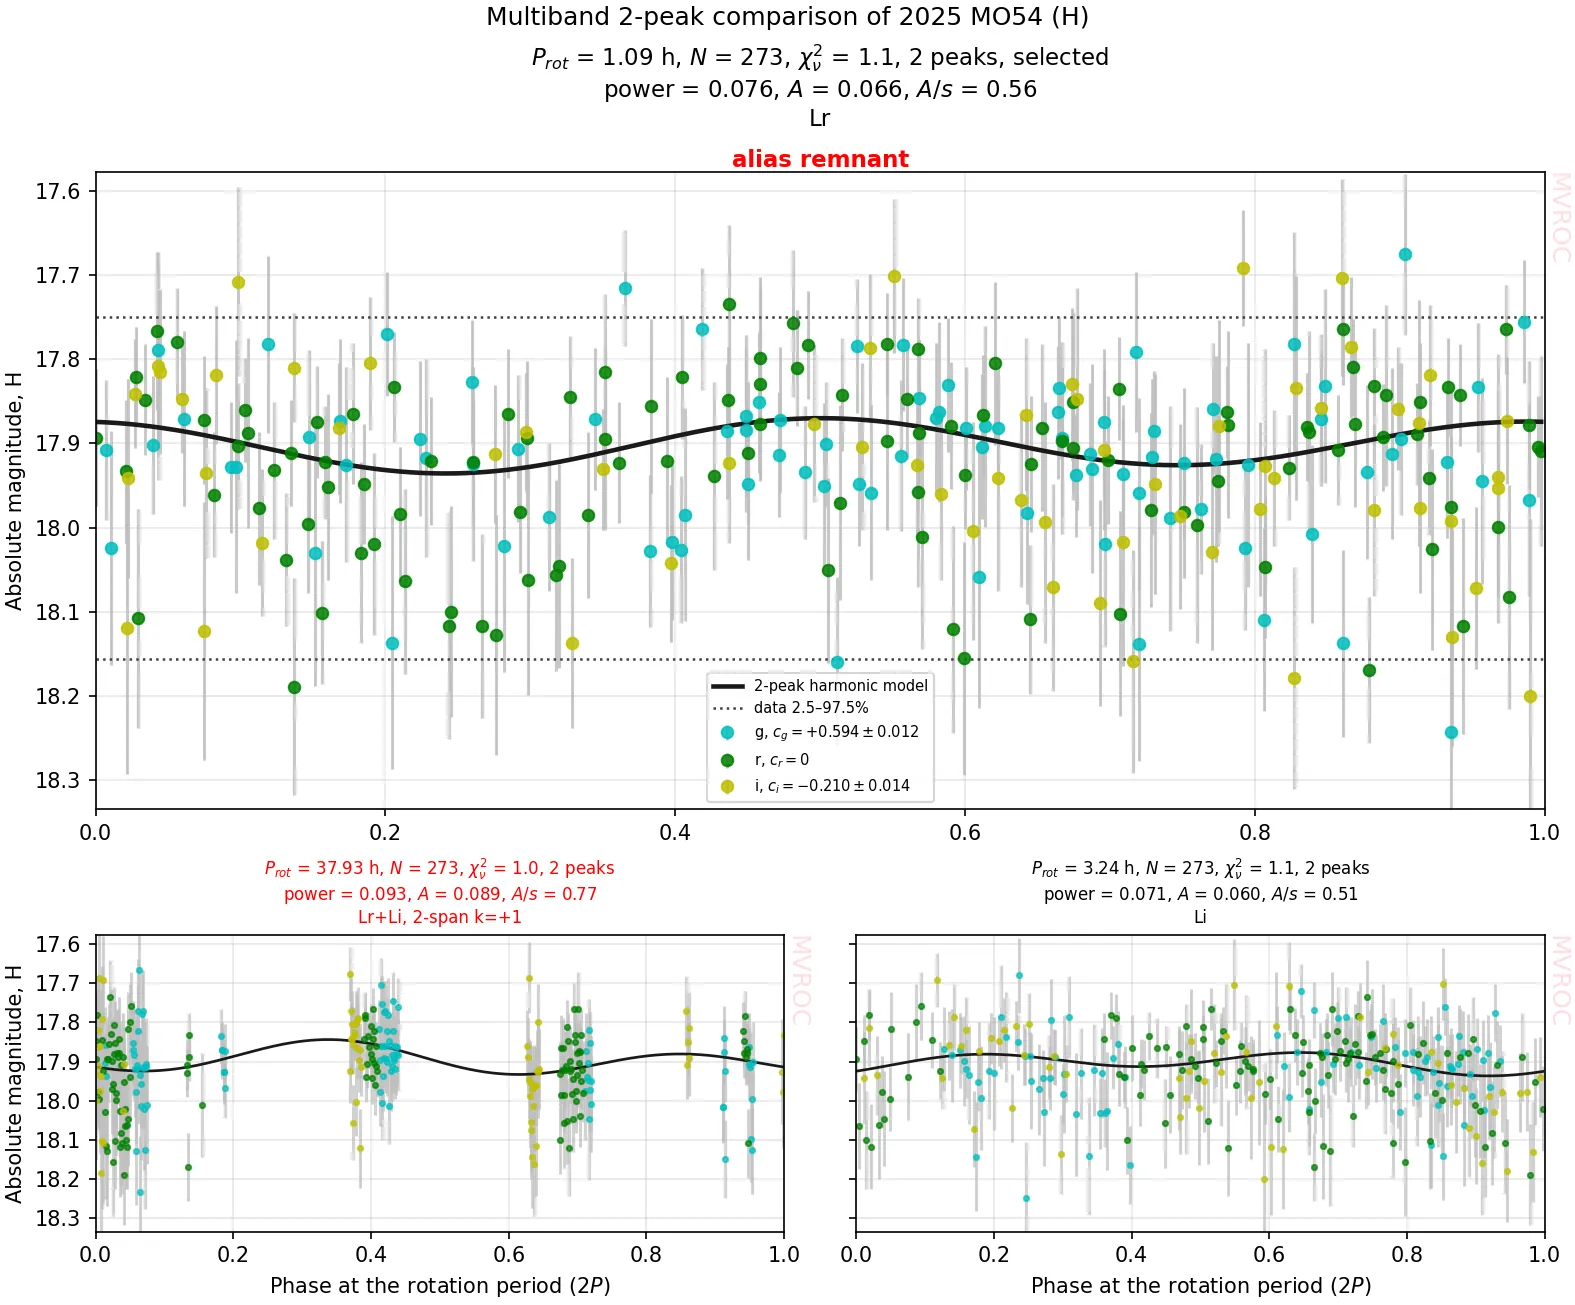 Multiband 2-peak comparison of 2025 MO54 (H)
P_rot = 1.09 h, N = 273, χ²_ν = 1.1, 2 peaks, selected
power = 0.076, A = 0.066, A/s = 0.56
Lr
alias remnant
MVROC
17.6
17.7
17.8
17.9
18.0
18.1
18.2
18.3
Absolute magnitude, H
2-peak harmonic model
data 2.5–97.5%
g, c_g = +0.594 ± 0.012
r, c_r = 0
i, c_i = −0.210 ± 0.014
0.0 0.2 0.4 0.6 0.8 1.0
P_rot = 37.93 h, N = 273, χ²_ν = 1.0, 2 peaks
power = 0.093, A = 0.089, A/s = 0.77
Lr+Li, 2-span k=+1
MVROC
17.6
17.7
17.8
17.9
18.0
18.1
18.2
18.3
Absolute magnitude, H
0.0 0.2 0.4 0.6 0.8 1.0
Phase at the rotation period (2P)
P_rot = 3.24 h, N = 273, χ²_ν = 1.1, 2 peaks
power = 0.071, A = 0.060, A/s = 0.51
Li
MVROC
0.0 0.2 0.4 0.6 0.8 1.0
Phase at the rotation period (2P)